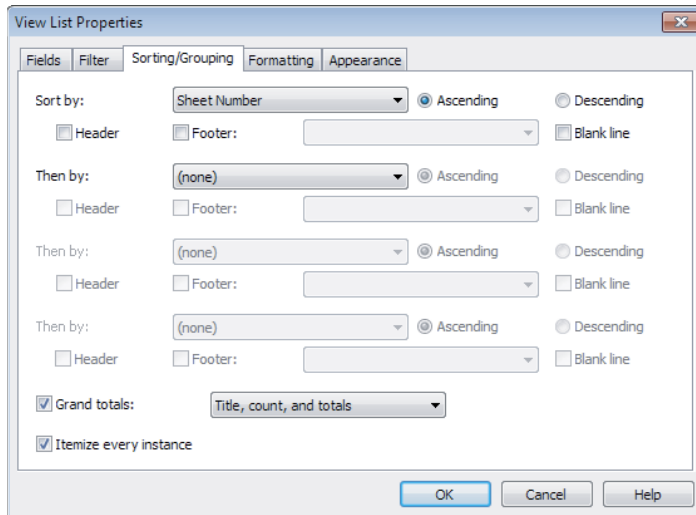 View List Properties
Fields Filter Sorting/Grouping Formatting Appearance
Sort by: Sheet Number Ascending Descending
Header Footer: Blank line
Then by: (none) Ascending Descending
Header Footer: Blank line
Then by: (none) Ascending Descending
Header Footer: Blank line
Then by: (none) Ascending Descending
Header Footer: Blank line
Grand totals: Title, count, and totals
Itemize every instance
OK Cancel Help